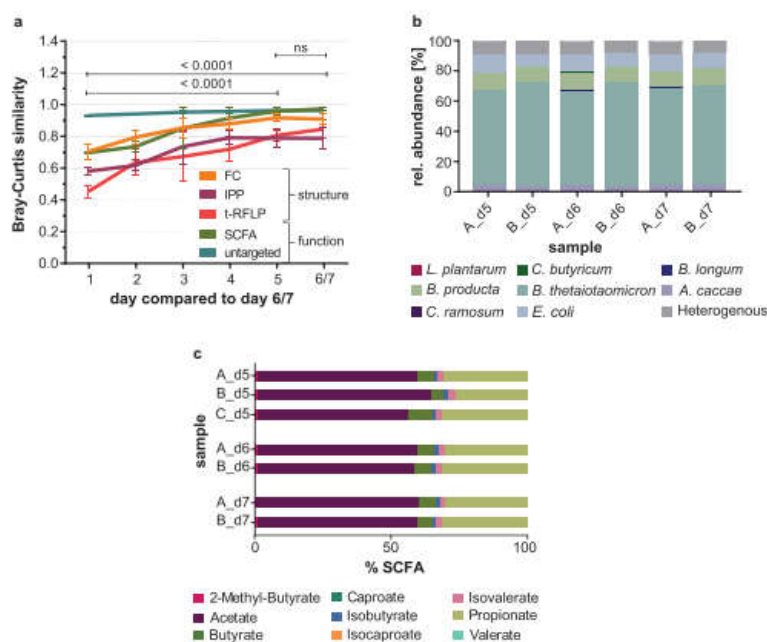 a
Bray-Curtis similarity
1.4
1.2
1.0
0.8
0.6
0.4
0.2
0.0
ns
< 0.0001
< 0.0001
FC
IPP
t-RFLP
structure
SCFA
untargeted
function
1 2 3 4 5 6/7
day compared to day 6/7
b
rel. abundance [%]
100
80
60
40
20
0
A_d5 B_d5 A_d6 B_d6 A_d7 B_d7
sample
L. plantarum C. butyricum B. longum
B. producta B. thetaiotaomicron A. caccae
C. ramosum E. coli Heterogenous
c
sample
A_d5
B_d5
C_d5
A_d6
B_d6
A_d7
B_d7
0 50 100
% SCFA
2-Methyl-Butyrate Caproate Isovalerate
Acetate Isobutyrate Propionate
Butyrate Isocaproate Valerate